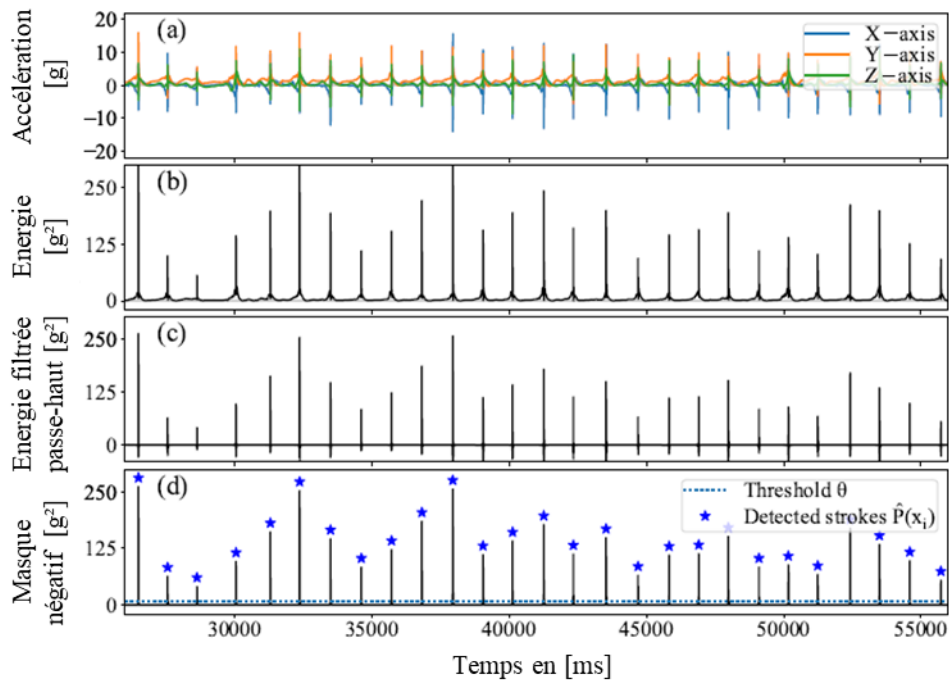 (a)
20
10
0
−10
−20
Accélération
[g]
X−axis
Y−axis
Z−axis
(b)
250
125
0
Energie
[g²]
(c)
250
125
0
Energie filtrée
passe-haut [g²]
(d)
250
125
0
Masque
négatif [g²]
Threshold θ
Detected strokes P̂(xᵢ)
30000 35000 40000 45000 50000 55000
Temps en [ms]